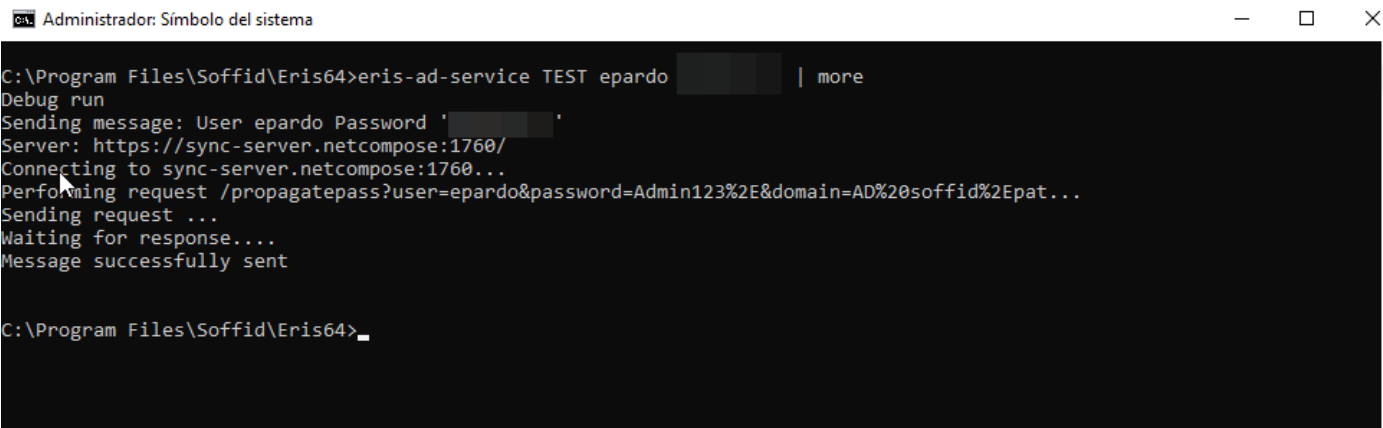 Administrador: Símbolo del sistema
C:\Program Files\Soffid\Eris64>eris-ad-service TEST epardo | more
Debug run
Sending message: User epardo Password ' '
Server: https://sync-server.netcompose:1760/
Connecting to sync-server.netcompose:1760...
Performing request /propagatepass?user=epardo&password=Admin123%2E&domain=AD%20soffid%2Epat...
Sending request ...
Waiting for response....
Message successfully sent
C:\Program Files\Soffid\Eris64>